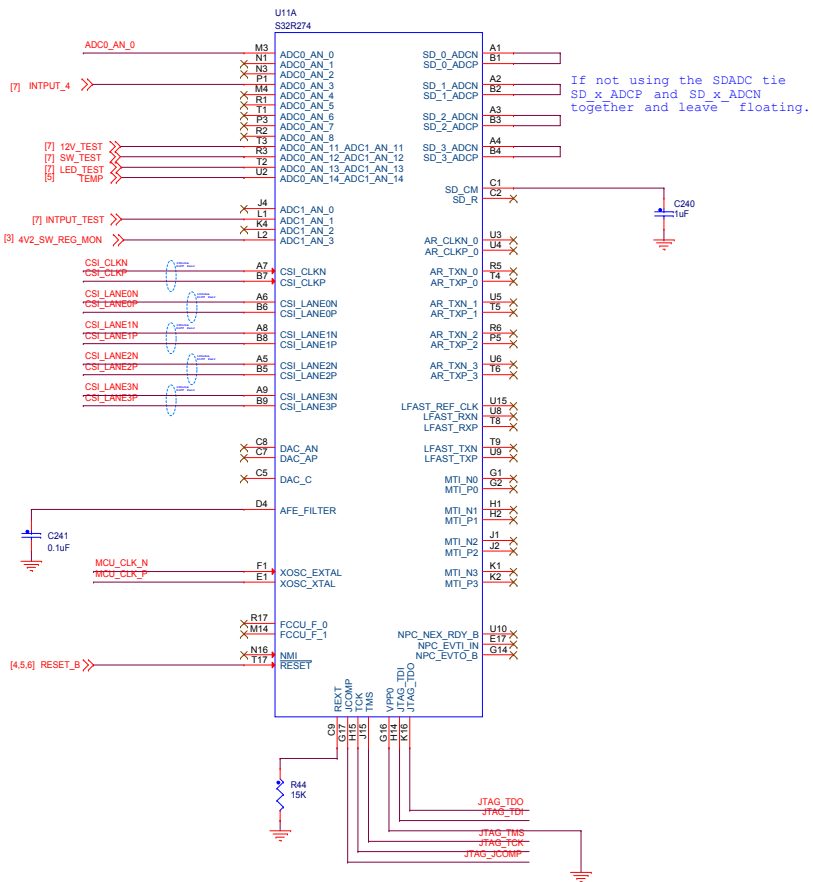 U11A
S32R274
ADC0_AN_0 M3 ADC0_AN_0
N1 ADC0_AN_1
N3 ADC0_AN_2
[7] INTPUT_4 P1 ADC0_AN_3
M4 ADC0_AN_4
R1 ADC0_AN_5
T1 ADC0_AN_6
P3 ADC0_AN_7
R2 ADC0_AN_8
[7] 12V_TEST T3 ADC0_AN_11_ADC1_AN_11
[7] SW_TEST R3 ADC0_AN_12_ADC1_AN_12
[7] LED_TEST T2 ADC0_AN_13_ADC1_AN_13
[5] TEMP U2 ADC0_AN_14_ADC1_AN_14
J4 ADC1_AN_0
[7] INTPUT_TEST L1 ADC1_AN_1
K4 ADC1_AN_2
[3] 4V2_SW_REG_MON L2 ADC1_AN_3
CSI_CLKN A7 CSI_CLKN
CSI_CLKP B7 CSI_CLKP
CSI_LANE0N A6 CSI_LANE0N
CSI_LANE0P B6 CSI_LANE0P
CSI_LANE1N A8 CSI_LANE1N
CSI_LANE1P B8 CSI_LANE1P
CSI_LANE2N A5 CSI_LANE2N
CSI_LANE2P B5 CSI_LANE2P
CSI_LANE3N A9 CSI_LANE3N
CSI_LANE3P B9 CSI_LANE3P
C8 DAC_AN
C7 DAC_AP
C5 DAC_C
D4 AFE_FILTER
C241
0.1uF
MCU_CLK_N F1 XOSC_EXTAL
MCU_CLK_P E1 XOSC_XTAL
R17 FCCU_F_0
M14 FCCU_F_1
N16 NMI
[4,5,6] RESET_B T17 RESET
SD_0_ADCN A1
SD_0_ADCP B1
SD_1_ADCN A2
SD_1_ADCP B2
SD_2_ADCN A3
SD_2_ADCP B3
SD_3_ADCN A4
SD_3_ADCP B4
If not using the SDADC tie
SD_x_ADCP and SD_x_ADCN
together and leave floating.
SD_CM C1
SD_R C2
C240
1uF
AR_CLKN_0 U3
AR_CLKP_0 U4
AR_TXN_0 R5
AR_TXP_0 T4
AR_TXN_1 U5
AR_TXP_1 T5
AR_TXN_2 R6
AR_TXP_2 P5
AR_TXN_3 U6
AR_TXP_3 T6
LFAST_REF_CLK U15
LFAST_RXN U8
LFAST_RXP T8
LFAST_TXN T9
LFAST_TXP U9
MTI_N0 G1
MTI_P0 G2
MTI_N1 H1
MTI_P1 H2
MTI_N2 J1
MTI_P2 J2
MTI_N3 K1
MTI_P3 K2
NPC_NEX_RDY_B U10
NPC_EVTI_IN E17
NPC_EVTO_B G14
REXT C9
JCOMP G17
TCK H15
TMS J15
VPP0 G16
JTAG_TDI H14
JTAG_TDO K16
R44
15K
JTAG_TDO
JTAG_TDI
JTAG_TMS
JTAG_TCK
JTAG_JCOMP